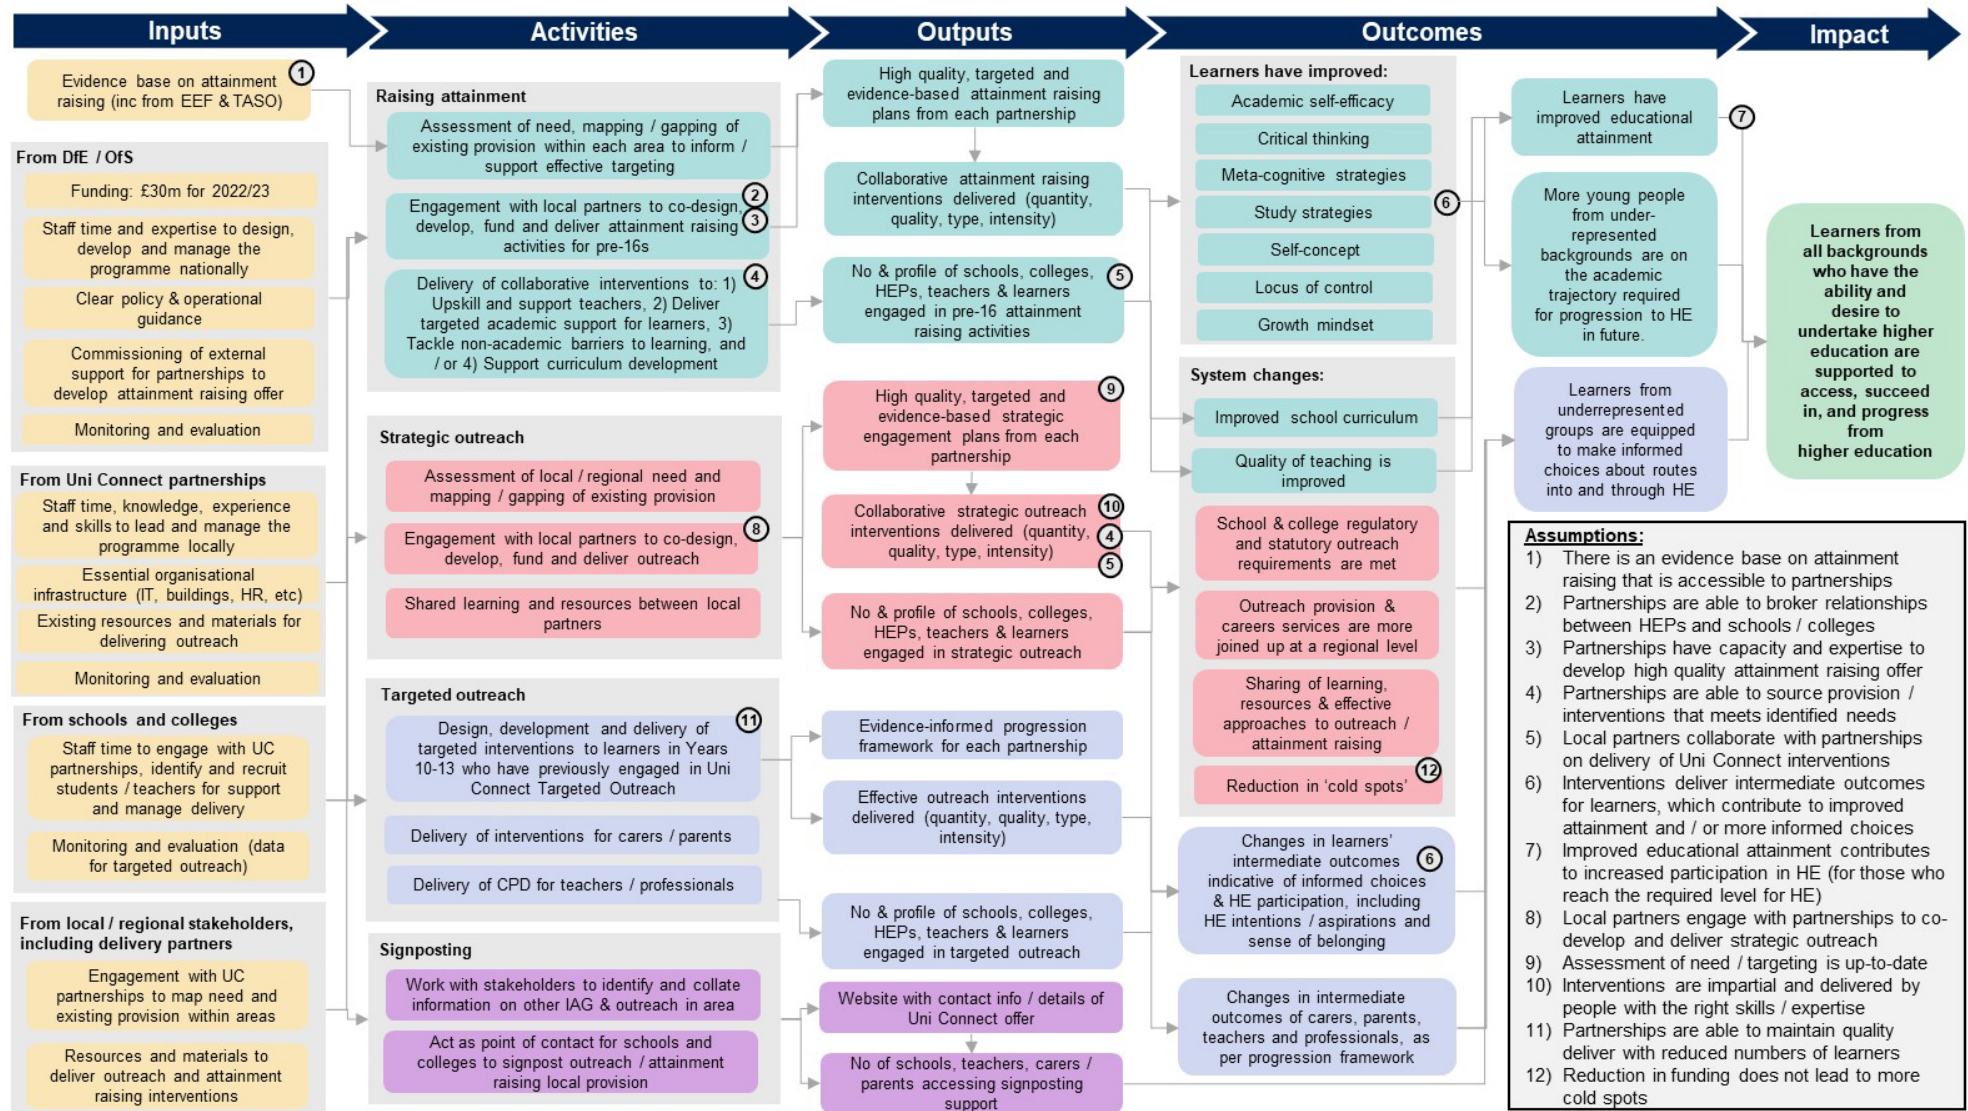 Inputs
Activities
Outputs
Outcomes
Impact
Evidence base on attainment
raising (inc from EEF & TASO)
1
From DfE / OfS
Funding: £30m for 2022/23
Staff time and expertise to design,
develop and manage the
programme nationally
Clear policy & operational
guidance
Commissioning of external
support for partnerships to
develop attainment raising offer
Monitoring and evaluation
From Uni Connect partnerships
Staff time, knowledge, experience
and skills to lead and manage the
programme locally
Essential organisational
infrastructure (IT, buildings, HR, etc)
Existing resources and materials for
delivering outreach
Monitoring and evaluation
From schools and colleges
Staff time to engage with UC
partnerships, identify and recruit
students / teachers for support
and manage delivery
Monitoring and evaluation (data
for targeted outreach)
From local / regional stakeholders,
including delivery partners
Engagement with UC
partnerships to map need and
existing provision within areas
Resources and materials to
deliver outreach and attainment
raising interventions
Raising attainment
Assessment of need, mapping / gapping of
existing provision within each area to inform /
support effective targeting
Engagement with local partners to co-design,
develop, fund and deliver attainment raising
activities for pre-16s
2
3
Delivery of collaborative interventions to: 1)
Upskill and support teachers, 2) Deliver
targeted academic support for learners, 3)
Tackle non-academic barriers to learning, and
/ or 4) Support curriculum development
4
Strategic outreach
Assessment of local / regional need and
mapping / gapping of existing provision
Engagement with local partners to co-design,
develop, fund and deliver outreach
8
Shared learning and resources between local
partners
Targeted outreach
Design, development and delivery of
targeted interventions to learners in Years
10-13 who have previously engaged in Uni
Connect Targeted Outreach
11
Delivery of interventions for carers / parents
Delivery of CPD for teachers / professionals
Signposting
Work with stakeholders to identify and collate
information on other IAG & outreach in area
Act as point of contact for schools and
colleges to signpost outreach / attainment
raising local provision
High quality, targeted and
evidence-based attainment raising
plans from each partnership
Collaborative attainment raising
interventions delivered (quantity,
quality, type, intensity)
No & profile of schools, colleges,
HEPs, teachers & learners
engaged in pre-16 attainment
raising activities
5
High quality, targeted and
evidence-based strategic
engagement plans from each
partnership
9
Collaborative strategic outreach
interventions delivered (quantity,
quality, type, intensity)
10
4
5
No & profile of schools, colleges,
HEPs, teachers & learners
engaged in strategic outreach
Evidence-informed progression
framework for each partnership
Effective outreach interventions
delivered (quantity, quality, type,
intensity)
No & profile of schools, colleges,
HEPs, teachers & learners
engaged in targeted outreach
Website with contact info / details of
Uni Connect offer
No of schools, teachers, carers /
parents accessing signposting
support
Learners have improved:
Academic self-efficacy
Critical thinking
Meta-cognitive strategies
Study strategies
Self-concept
Locus of control
Growth mindset
6
System changes:
Improved school curriculum
Quality of teaching is
improved
School & college regulatory
and statutory outreach
requirements are met
Outreach provision &
careers services are more
joined up at a regional level
Sharing of learning,
resources & effective
approaches to outreach /
attainment raising
Reduction in ‘cold spots’
12
Changes in learners’
intermediate outcomes
indicative of informed choices
& HE participation, including
HE intentions / aspirations and
sense of belonging
6
Changes in intermediate
outcomes of carers, parents,
teachers and professionals, as
per progression framework
Learners have
improved educational
attainment
7
More young people
from under-
represented
backgrounds are on
the academic
trajectory required
for progression to HE
in future.
Learners from
underrepresented
groups are equipped
to make informed
choices about routes
into and through HE
Learners from
all backgrounds
who have the
ability and
desire to
undertake higher
education are
supported to
access, succeed
in, and progress
from
higher education
Assumptions:
1) There is an evidence base on attainment
raising that is accessible to partnerships
2) Partnerships are able to broker relationships
between HEPs and schools / colleges
3) Partnerships have capacity and expertise to
develop high quality attainment raising offer
4) Partnerships are able to source provision /
interventions that meets identified needs
5) Local partners collaborate with partnerships
on delivery of Uni Connect interventions
6) Interventions deliver intermediate outcomes
for learners, which contribute to improved
attainment and / or more informed choices
7) Improved educational attainment contributes
to increased participation in HE (for those who
reach the required level for HE)
8) Local partners engage with partnerships to co-
develop and deliver strategic outreach
9) Assessment of need / targeting is up-to-date
10) Interventions are impartial and delivered by
people with the right skills / expertise
11) Partnerships are able to maintain quality
deliver with reduced numbers of learners
12) Reduction in funding does not lead to more
cold spots